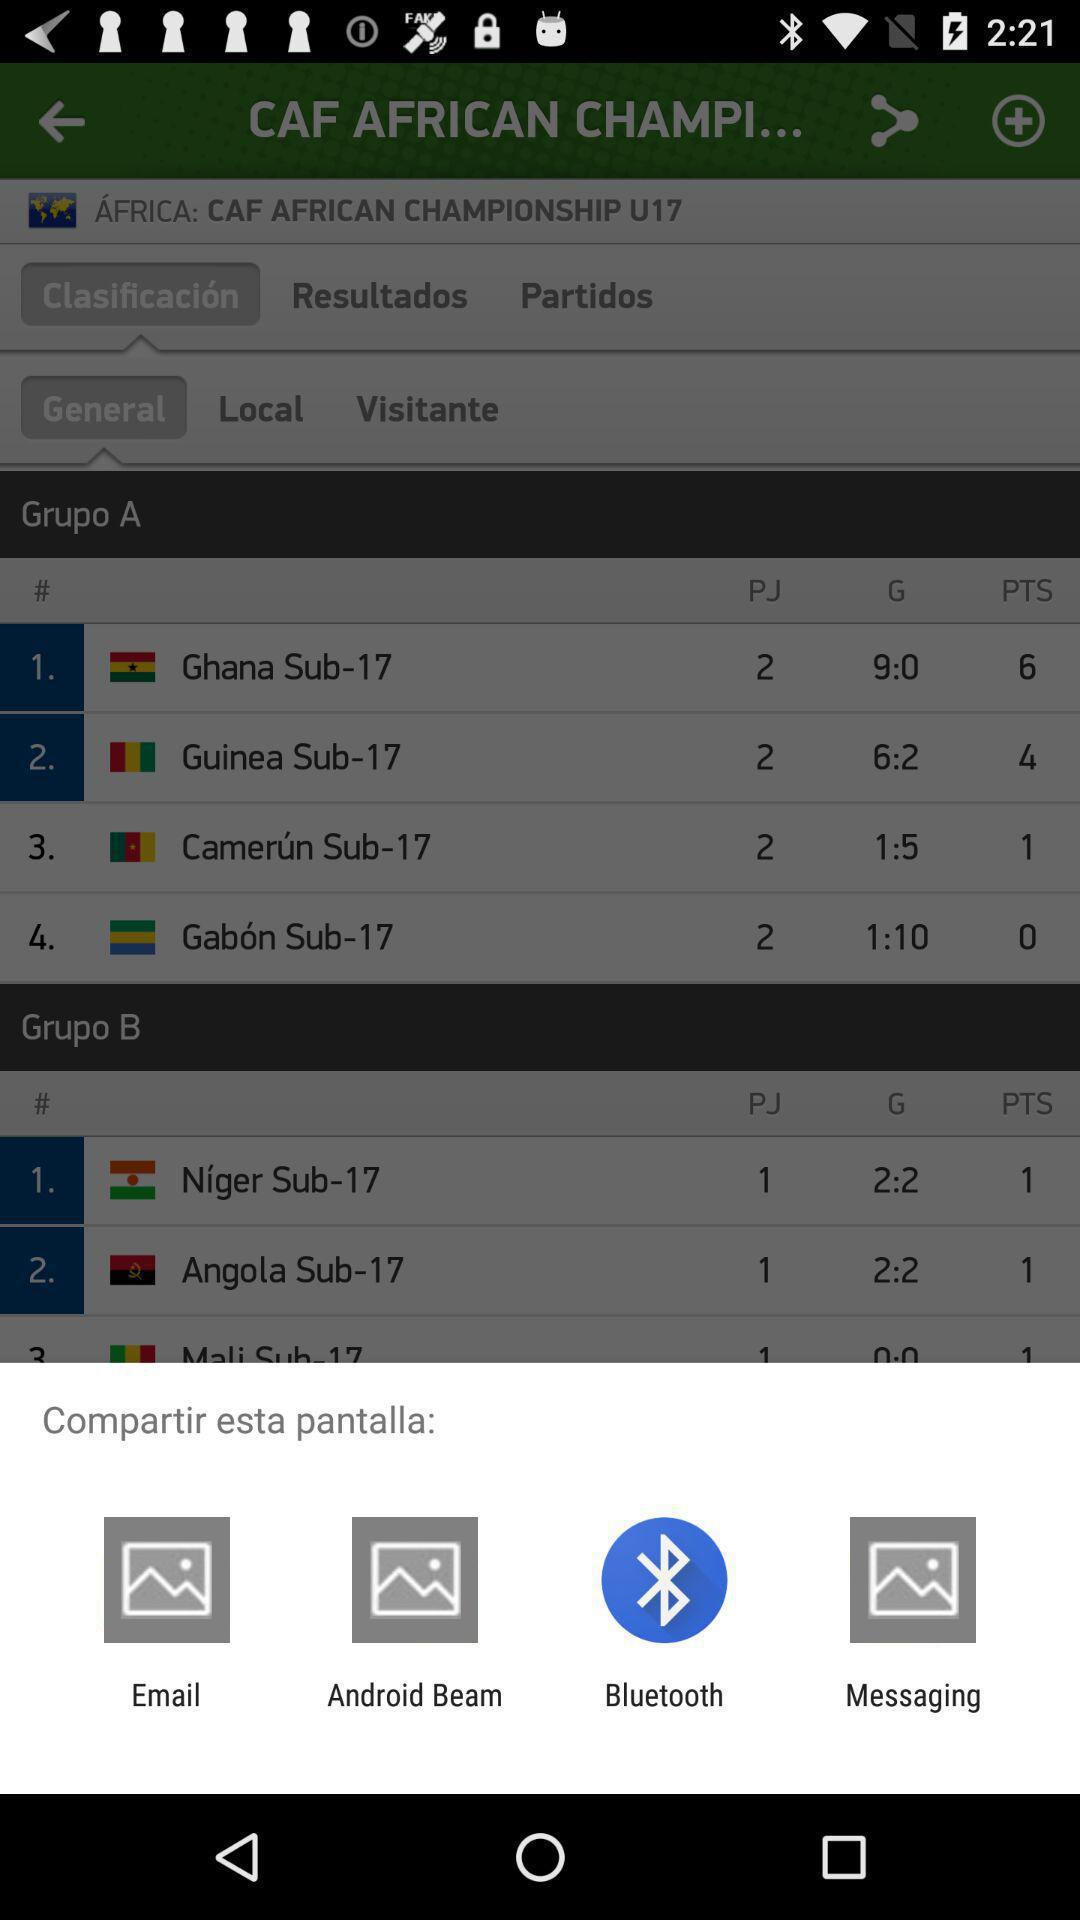 FAKE 2:21
CAF AFRICAN CHAMPI...
ÁFRICA: CAF AFRICAN CHAMPIONSHIP U17
Clasificación Resultados Partidos
General Local Visitante
Grupo A
# PJ G PTS
1. Ghana Sub-17 2 9:0 6
2. Guinea Sub-17 2 6:2 4
3. Camerún Sub-17 2 1:5 1
4. Gabón Sub-17 2 1:10 0
Grupo B
# PJ G PTS
1. Níger Sub-17 1 2:2 1
2. Angola Sub-17 1 2:2 1
3 Mali Sub-17 1 0:0 1
Compartir esta pantalla:
Email Android Beam Bluetooth Messaging